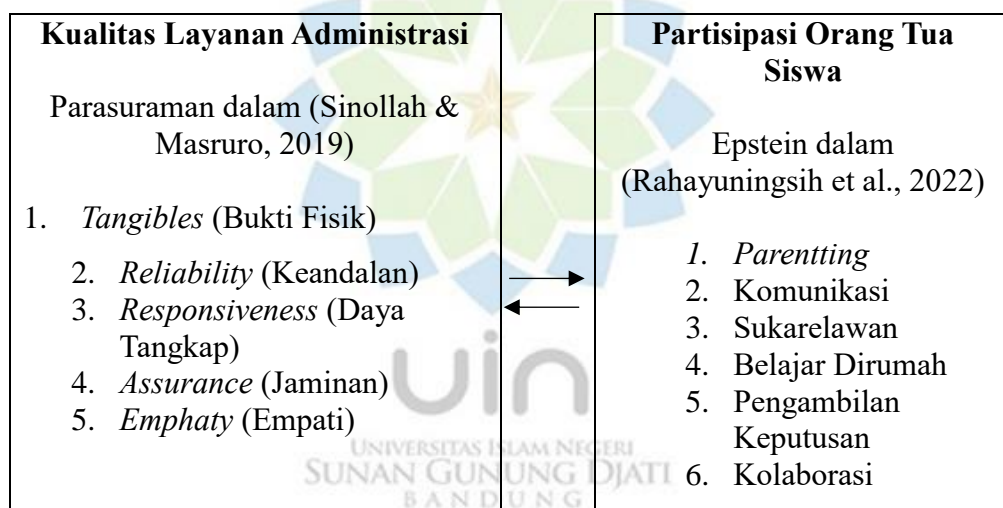 Kualitas Layanan Administrasi
Parasuraman dalam (Sinollah &
Masruro, 2019)
1. Tangibles (Bukti Fisik)
2. Reliability (Keandalan)
3. Responsiveness (Daya
Tangkap)
4. Assurance (Jaminan)
5. Emphaty (Empati)
Partisipasi Orang Tua
Siswa
Epstein dalam
(Rahayuningsih et al., 2022)
1. Parentting
2. Komunikasi
3. Sukarelawan
4. Belajar Dirumah
5. Pengambilan
Keputusan
6. Kolaborasi
uin
UNIVERSITAS ISLAM NEGERI
SUNAN GUNUNG DJATI
BANDUNG